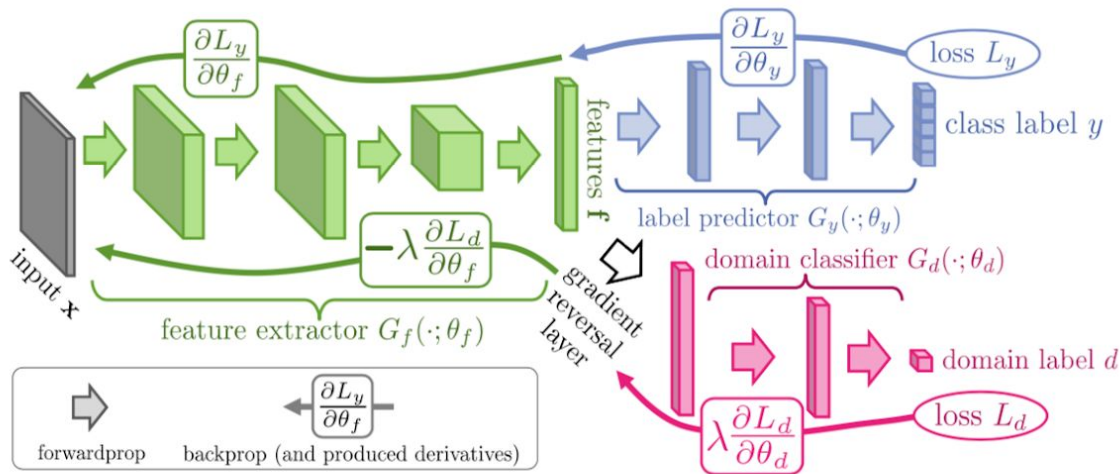 ∂L_y/∂θ_f
∂L_y/∂θ_y
loss L_y
class label y
features f
label predictor G_y(·; θ_y)
input x
−λ ∂L_d/∂θ_f
feature extractor G_f(·; θ_f)
gradient
reversal
layer
domain classifier G_d(·; θ_d)
domain label d
λ ∂L_d/∂θ_d
loss L_d
∂L_y/∂θ_f
forwardprop
backprop (and produced derivatives)